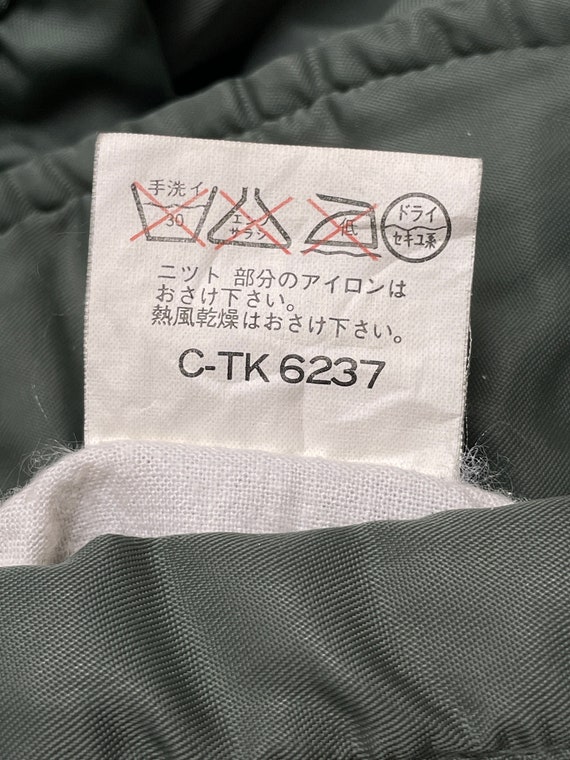 手洗イ
30
エンソ
サラシ
低
ドライ
セキユ系
ニツト 部分のアイロンは
おさけ下さい。
熱風乾燥はおさけ下さい。
C-TK 6237